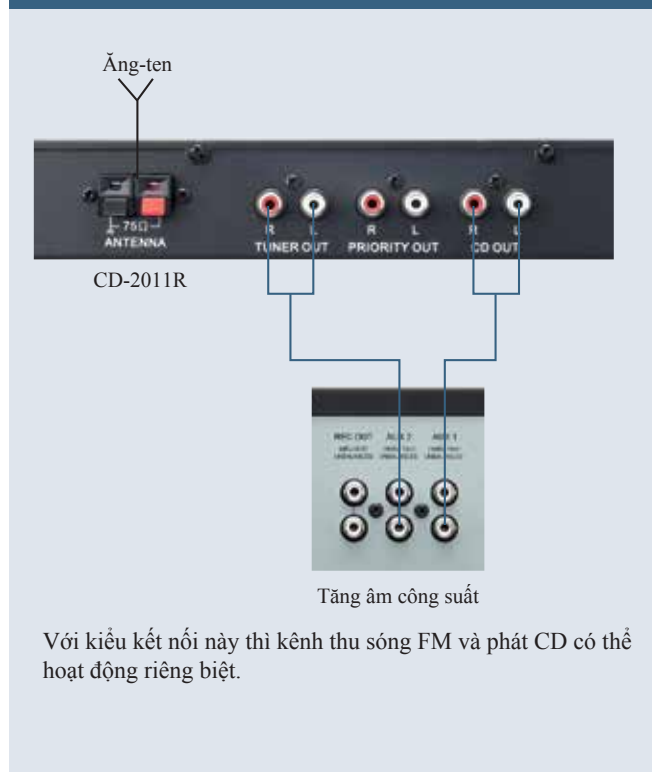 Ăng-ten
75Ω
ANTENNA
R L R L R L
TUNER OUT PRIORITY OUT CD OUT
CD-2011R
REC OUT AUX 2 AUX 1
Tăng âm công suất
Với kiểu kết nối này thì kênh thu sóng FM và phát CD có thể
hoạt động riêng biệt.